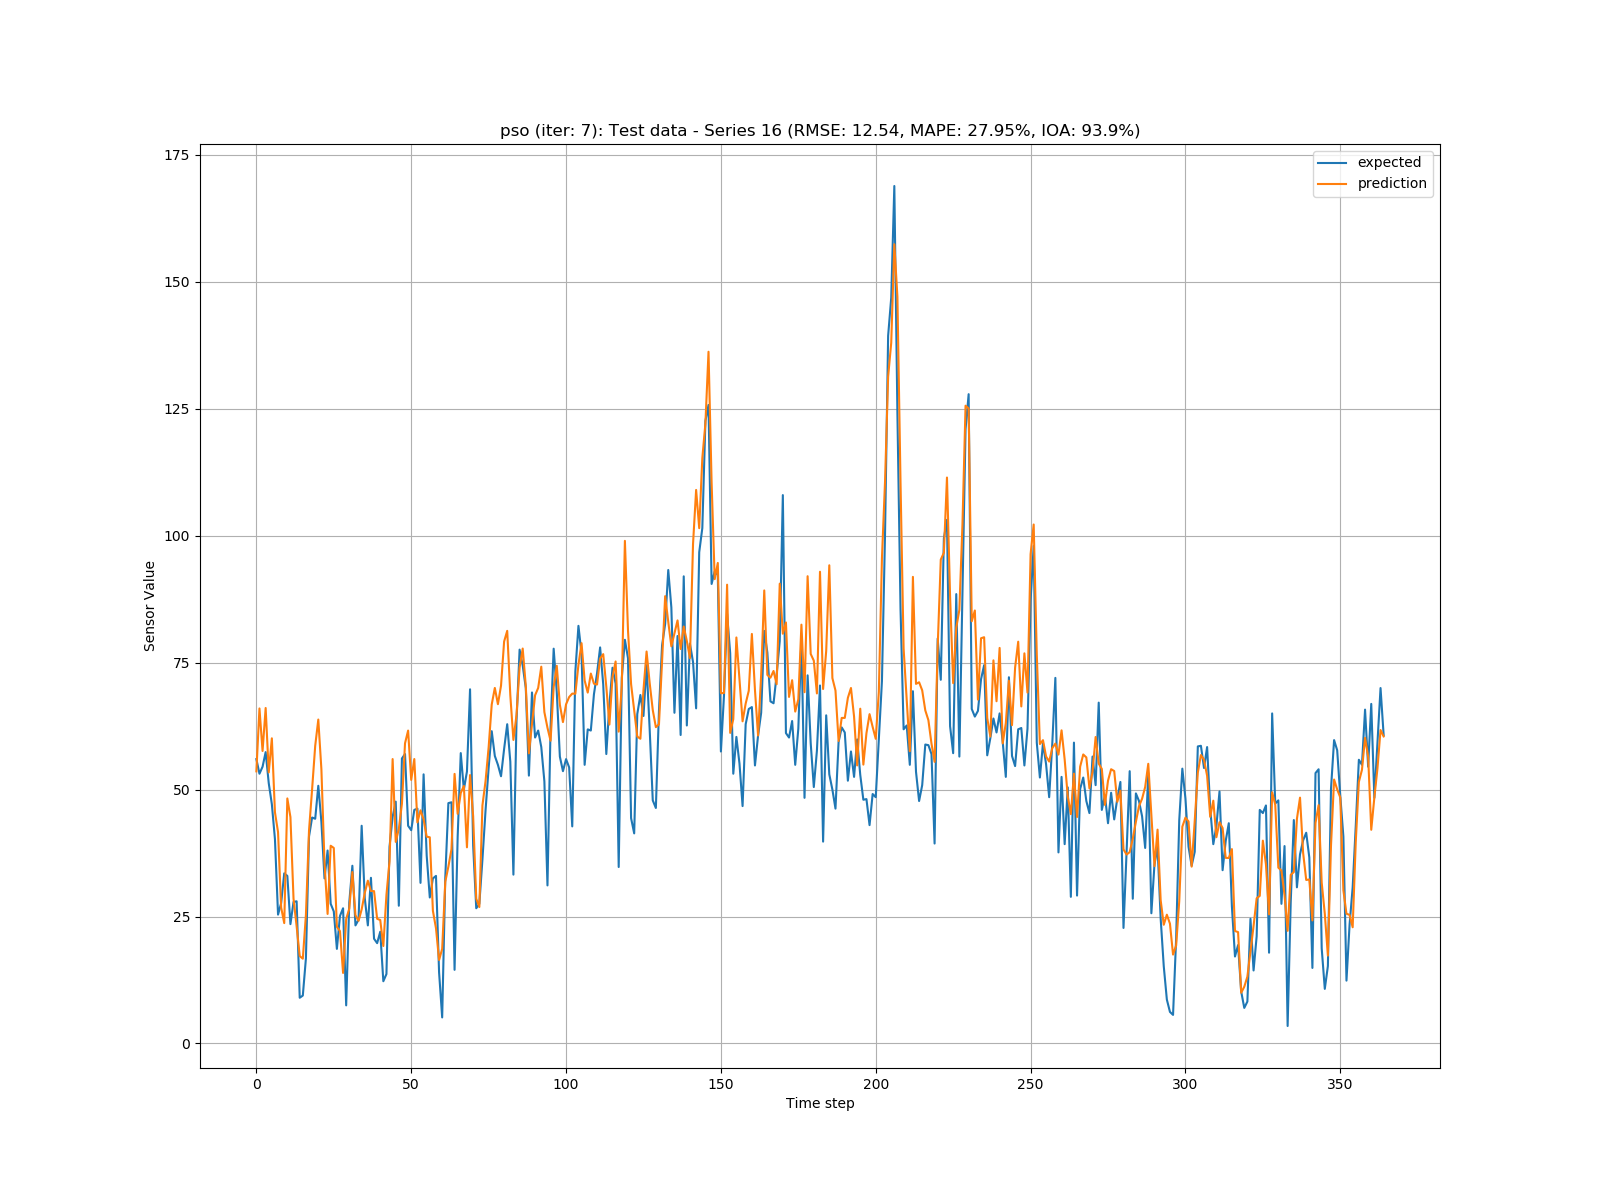 pso (iter: 7): Test data - Series 16 (RMSE: 12.54, MAPE: 27.95%, IOA: 93.9%)
expected
prediction
175
150
125
100
75
50
25
0
Sensor Value
0 50 100 150 200 250 300 350
Time step